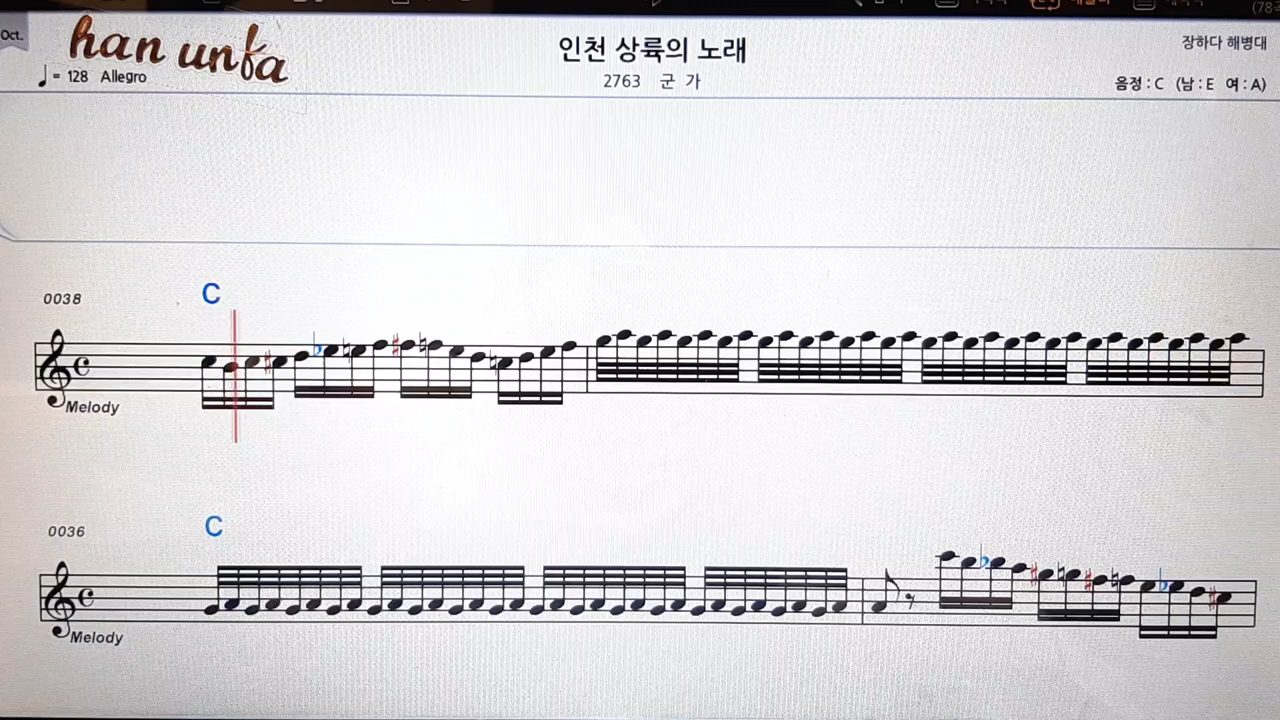 Oct.
han unfa
♩ = 128 Allegro
인천 상륙의 노래
2763 군 가
장하다 해병대
음정 : C (남 : E 여 : A)
0038
C
Melody
0036
C
Melody